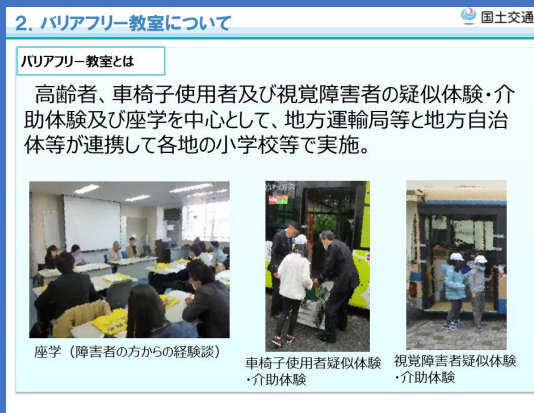 2. バリアフリー教室について
国土交通
バリアフリー教室とは
高齢者、車椅子使用者及び視覚障害者の疑似体験・介
助体験及び座学を中心として、地方運輸局等と地方自治
体等が連携して各地の小学校等で実施。
座学（障害者の方からの経験談）
車椅子使用者疑似体験
・介助体験
視覚障害者疑似体験
・介助体験